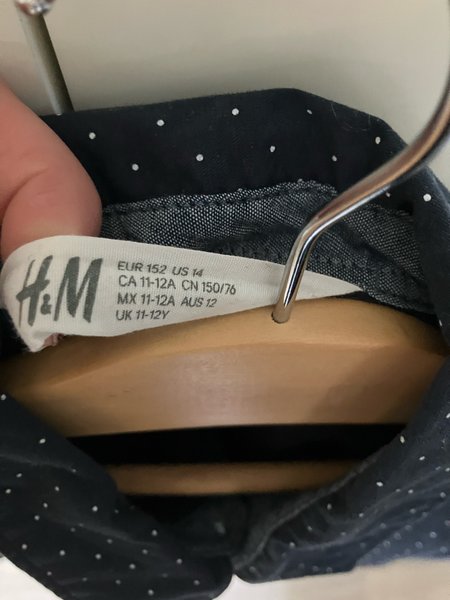 H&M
EUR 152 US 14
CA 11-12A CN 150/76
MX 11-12A AUS 12
UK 11-12Y